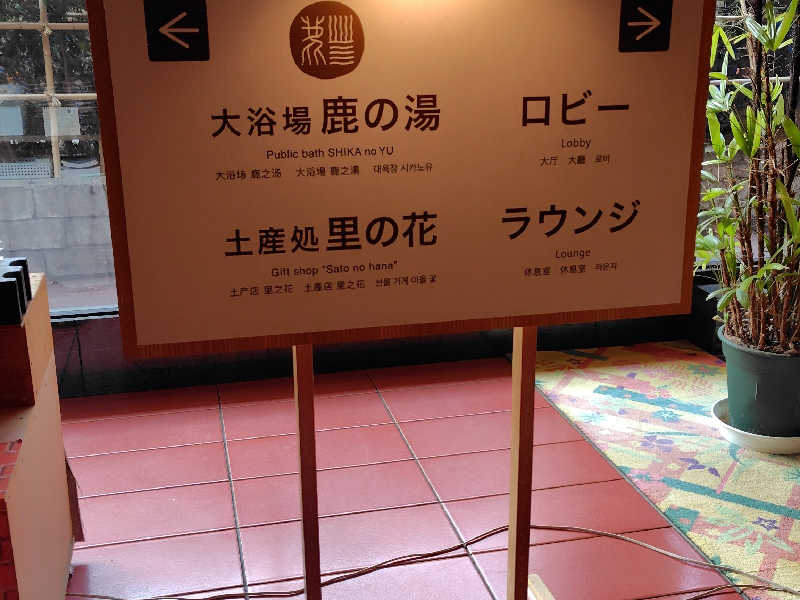 ← →
大浴場 鹿の湯
Public bath SHIKA no YU
大浴场 鹿之汤 大浴場 鹿之湯 대욕장 시카노유
土産処 里の花
Gift shop "Sato no hana"
土产店 里之花 土產店 里之花 선물 가게 마을 꽃
ロビー
Lobby
大厅 大廳 로비
ラウンジ
Lounge
休息室 休息室 라운지